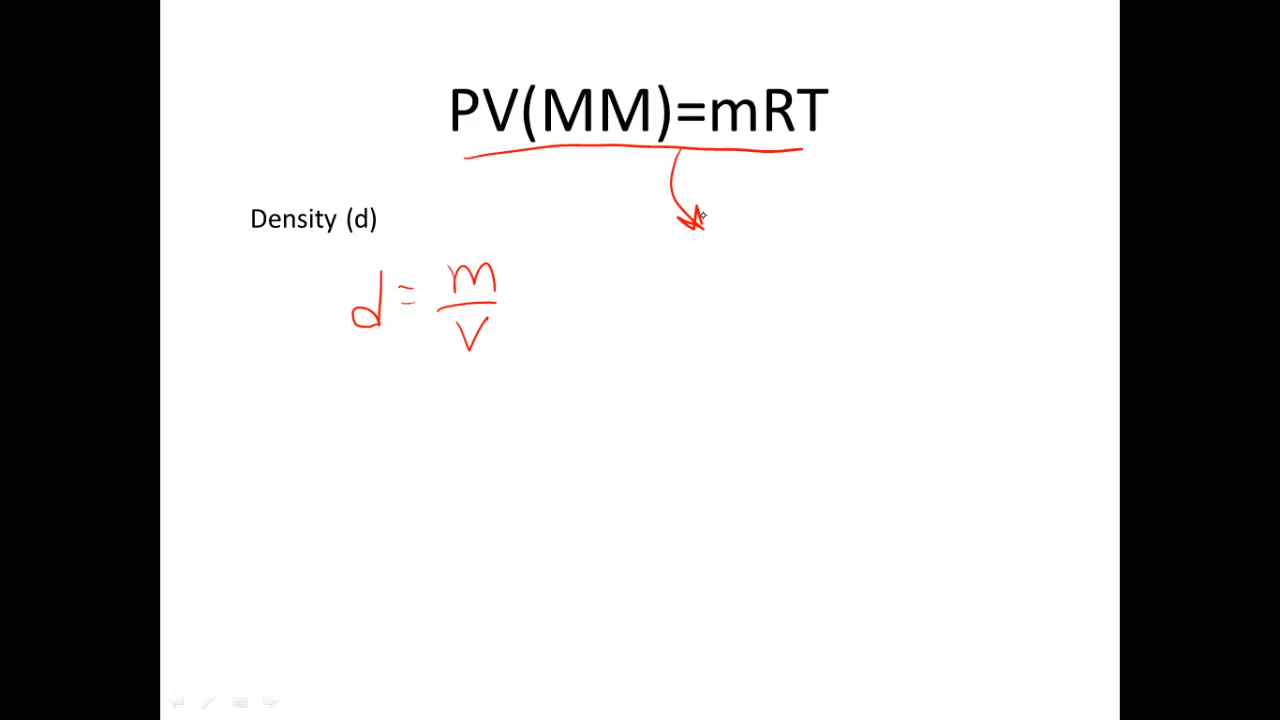 PV(MM)=mRT
Density (d)
d = m/V